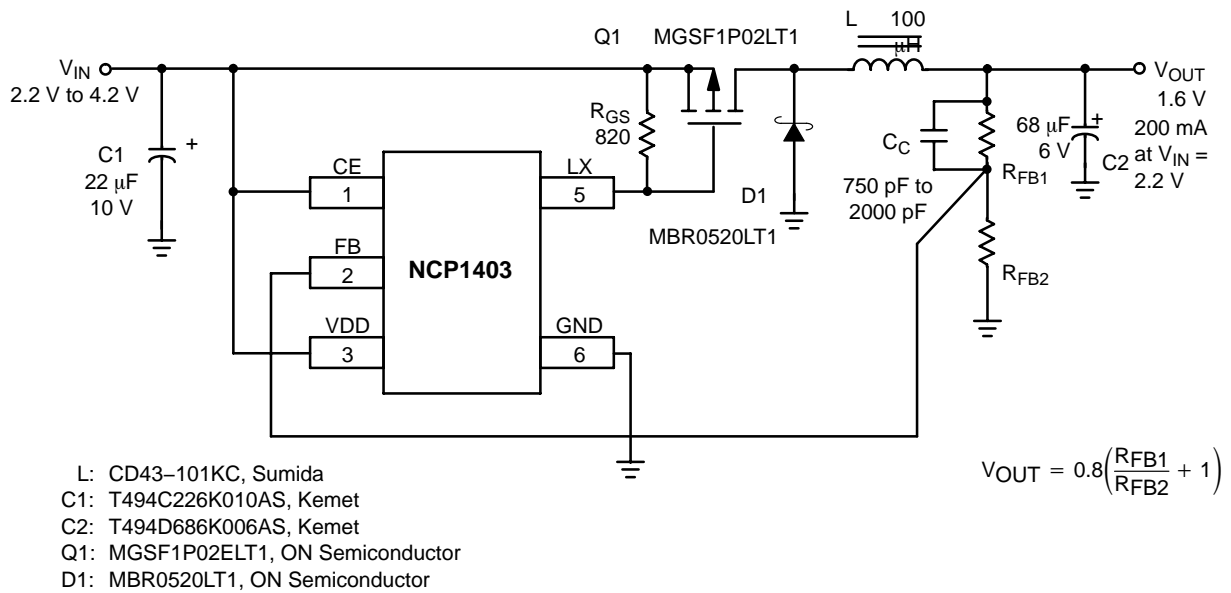 L 100
μH
Q1 MGSF1P02LT1
VIN
2.2 V to 4.2 V
VOUT
1.6 V
200 mA
at VIN =
2.2 V
RGS
820
68 μF
6 V
+
C2
CC
RFB1
C1
22 μF
10 V
+
CE
1
LX
5
D1
750 pF to
2000 pF
MBR0520LT1
FB
2
NCP1403
RFB2
VDD
3
GND
6
VOUT = 0.8(RFB1/RFB2 + 1)
L: CD43–101KC, Sumida
C1: T494C226K010AS, Kemet
C2: T494D686K006AS, Kemet
Q1: MGSF1P02ELT1, ON Semiconductor
D1: MBR0520LT1, ON Semiconductor